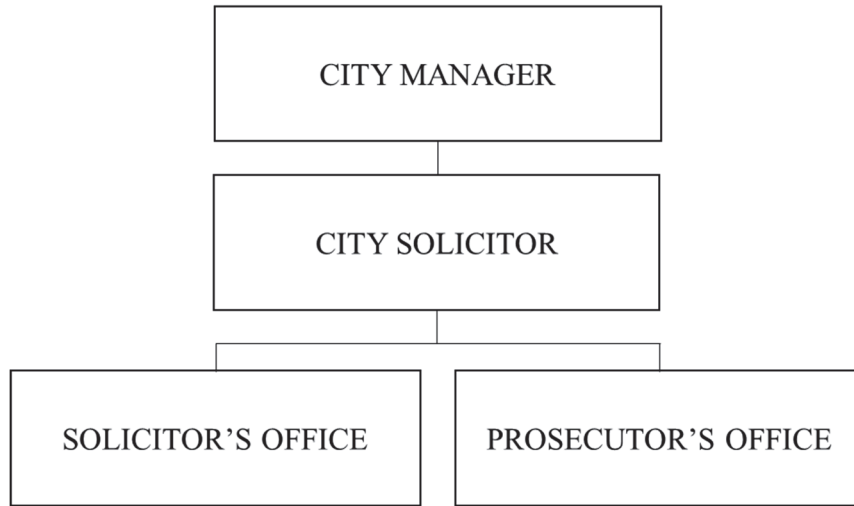 CITY MANAGER
CITY SOLICITOR
SOLICITOR’S OFFICE
PROSECUTOR’S OFFICE